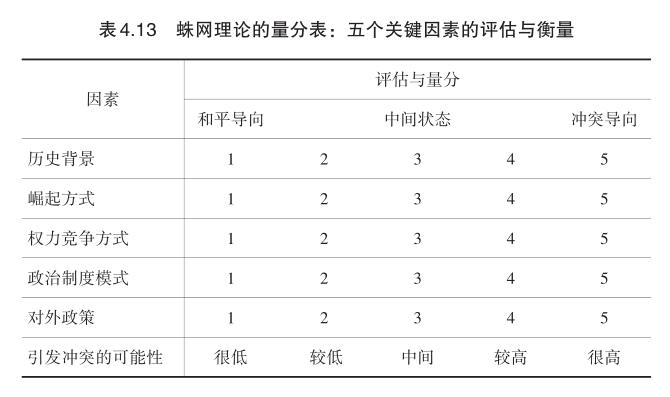 表4.13 蛛网理论的量分表：五个关键因素的评估与衡量
因素
评估与量分
和平导向 中间状态 冲突导向
历史背景 1 2 3 4 5
崛起方式 1 2 3 4 5
权力竞争方式 1 2 3 4 5
政治制度模式 1 2 3 4 5
对外政策 1 2 3 4 5
引发冲突的可能性 很低 较低 中间 较高 很高